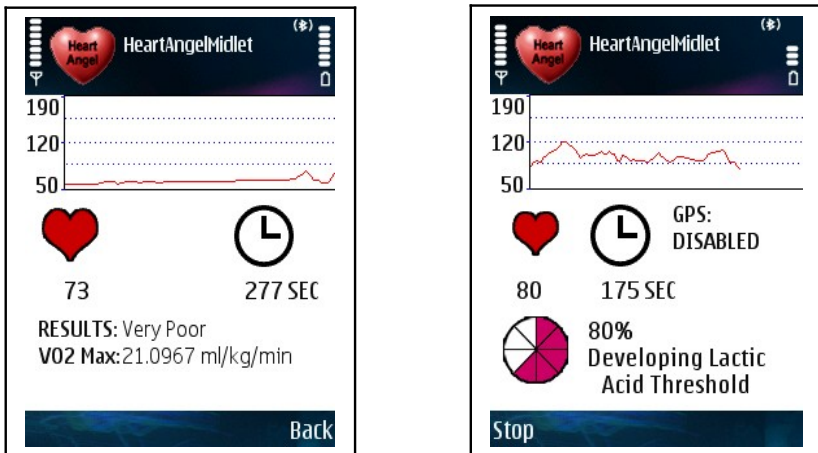 Heart
Angel
HeartAngelMidlet
190
120
50
73
277 SEC
RESULTS: Very Poor
VO2 Max:21.0967 ml/kg/min
Back
Heart
Angel
HeartAngelMidlet
190
120
50
GPS:
DISABLED
80
175 SEC
80%
Developing Lactic
Acid Threshold
Stop